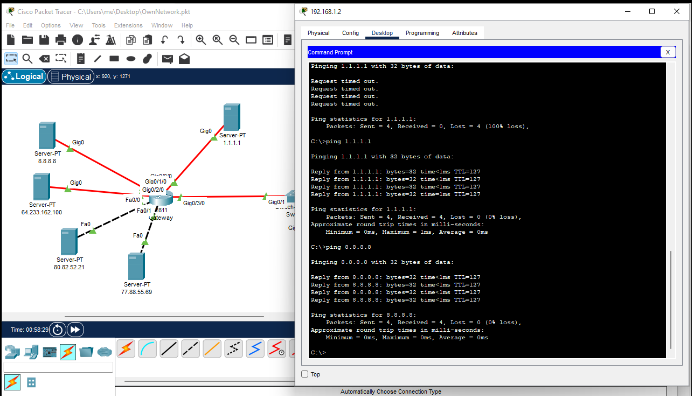 Cisco Packet Tracer - C:\Users\ms\Desktop\OwnNetwork.pkt
File Edit Options View Tools Extensions Window Help
Logical
Physical
x: 920, y: 1271
Server-PT
8.8.8.8
Gig0
Server-PT
64.233.162.100
Gig0
Server-PT
80.82.52.21
Fa0
Server-PT
77.88.55.69
Fa0
Server-PT
1.1.1.1
Gig0
Gig0/1/0
Gig0/2/0
Fa0/0
Fa0/1
Gig0/3/0
Gig0/1
Time: 00:53:29
Automatically Choose Connection Type
192.168.1.2
Physical Config Desktop Programming Attributes
Command Prompt
X
Pinging 1.1.1.1 with 32 bytes of data:
Request timed out.
Request timed out.
Request timed out.
Request timed out.
Ping statistics for 1.1.1.1:
Packets: Sent = 4, Received = 0, Lost = 4 (100% loss),
C:\>ping 1.1.1.1
Pinging 1.1.1.1 with 32 bytes of data:
Reply from 1.1.1.1: bytes=32 time<1ms TTL=127
Reply from 1.1.1.1: bytes=32 time<1ms TTL=127
Reply from 1.1.1.1: bytes=32 time<1ms TTL=127
Reply from 1.1.1.1: bytes=32 time<1ms TTL=127
Ping statistics for 1.1.1.1:
Packets: Sent = 4, Received = 4, Lost = 0 (0% loss),
Approximate round trip times in milli-seconds:
Minimum = 0ms, Maximum = 1ms, Average = 0ms
C:\>ping 8.8.8.8
Pinging 8.8.8.8 with 32 bytes of data:
Reply from 8.8.8.8: bytes=32 time<1ms TTL=127
Reply from 8.8.8.8: bytes=32 time<1ms TTL=127
Reply from 8.8.8.8: bytes=32 time<1ms TTL=127
Reply from 8.8.8.8: bytes=32 time<1ms TTL=127
Ping statistics for 8.8.8.8:
Packets: Sent = 4, Received = 4, Lost = 0 (0% loss),
Approximate round trip times in milli-seconds:
Minimum = 0ms, Maximum = 0ms, Average = 0ms
C:\>
Top